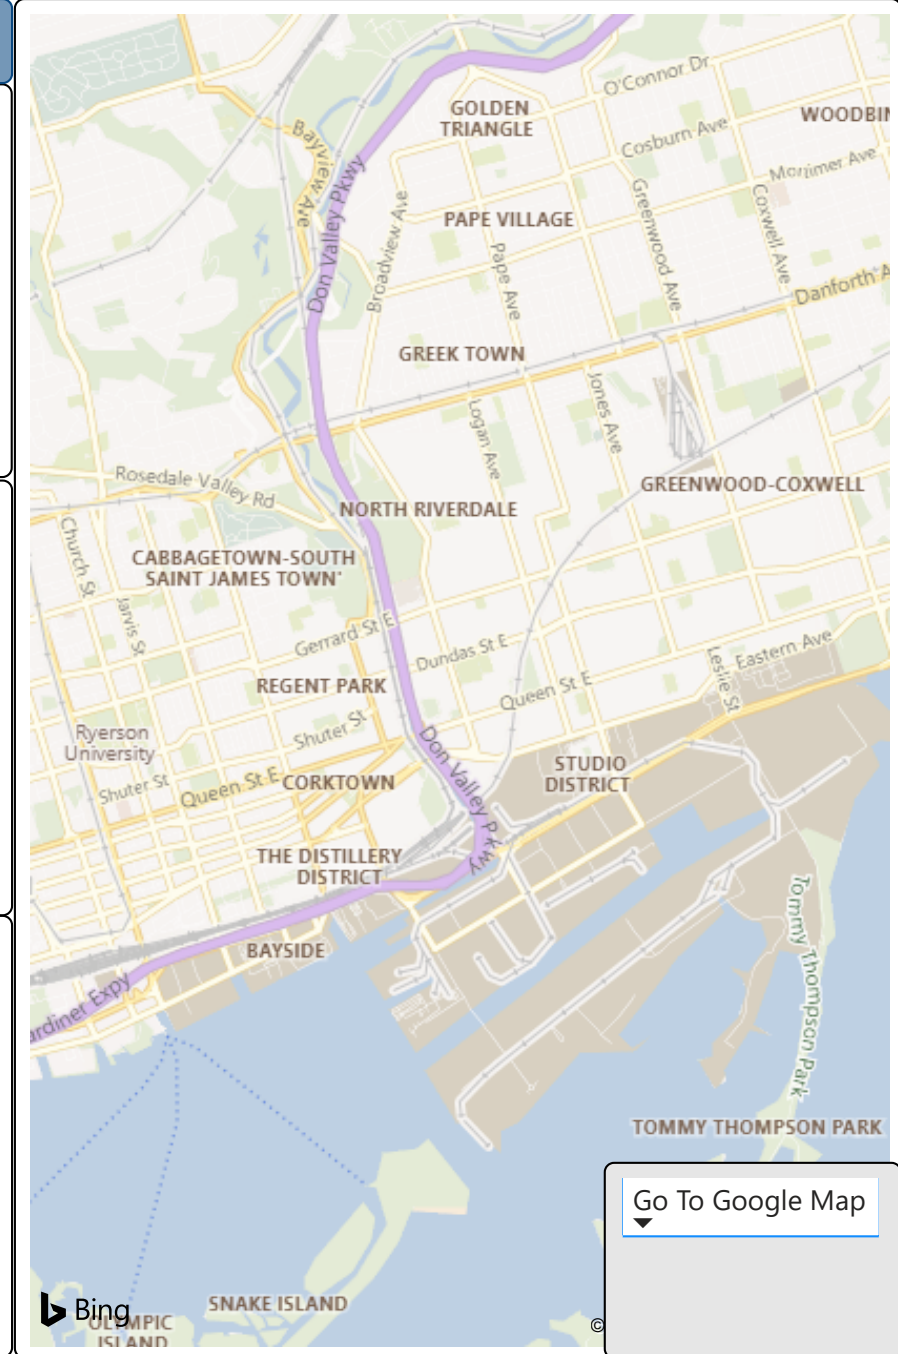 O'Connor Dr
GOLDEN
TRIANGLE
WOODBIN
Bayview Ave
Cosburn Ave
Mortimer Ave
Don Valley Pkwy
Broadview Ave
PAPE VILLAGE
Greenwood Ave
Coxwell Ave
Pape Ave
Danforth A
GREEK TOWN
Jones Ave
Logan Ave
Rosedale Valley Rd
GREENWOOD-COXWELL
NORTH RIVERDALE
Church St
CABBAGETOWN-SOUTH
SAINT JAMES TOWN'
Jarvis St
Gerrard St E
Dundas St E
Eastern Ave
Leslie St
REGENT PARK
Queen St E
Ryerson
University
Shuter St
Don Valley Pkwy
STUDIO
DISTRICT
Shuter St
Queen St E
CORKTOWN
THE DISTILLERY
DISTRICT
Tommy Thompson Park
BAYSIDE
ardiner Expy
TOMMY THOMPSON PARK
Go To Google Map
SNAKE ISLAND
Bing
OLYMPIC
ISLAND
©